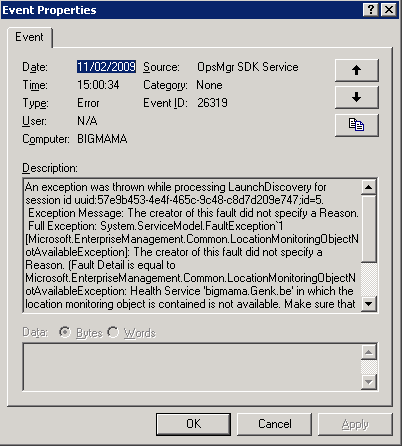 Event Properties
Event
Date: 11/02/2009 Source: OpsMgr SDK Service
Time: 15:00:34 Category: None
Type: Error Event ID: 26319
User: N/A
Computer: BIGMAMA
Description:
An exception was thrown while processing LaunchDiscovery for
session id uuid:57e9b453-4e4f-465c-9c48-c8d7d209e747;id=5.
Exception Message: The creator of this fault did not specify a Reason.
Full Exception: System.ServiceModel.FaultException`1
[Microsoft.EnterpriseManagement.Common.LocationMonitoringObjectN
otAvailableException]: The creator of this fault did not specify a
Reason. (Fault Detail is equal to
Microsoft.EnterpriseManagement.Common.LocationMonitoringObjectN
otAvailableException: Health Service 'bigmama.Genk.be' in which the
location monitoring object is contained is not available. Make sure that
Data: Bytes Words
OK Cancel Apply